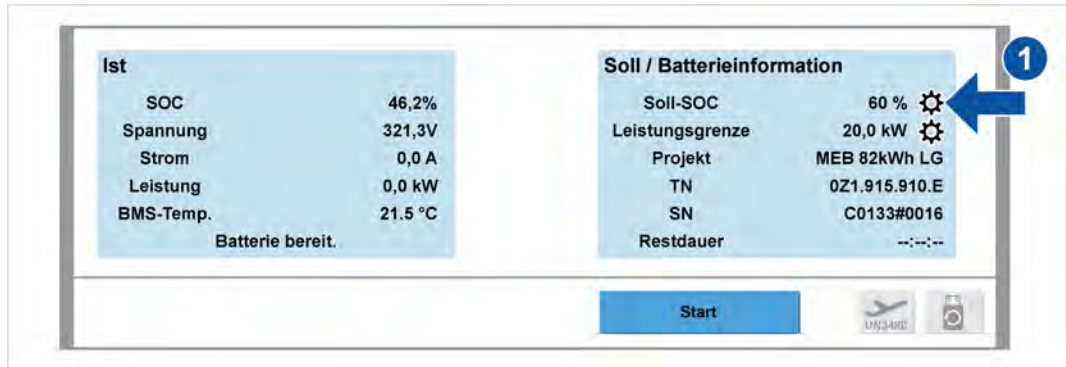 Ist
SOC 46,2%
Spannung 321,3V
Strom 0,0 A
Leistung 0,0 kW
BMS-Temp. 21.5 °C
Batterie bereit.
Soll / Batterieinformation
Soll-SOC 60 %
Leistungsgrenze 20,0 kW
Projekt MEB 82kWh LG
TN 0Z1.915.910.E
SN C0133#0016
Restdauer --:--:--
1
Start
UN3480